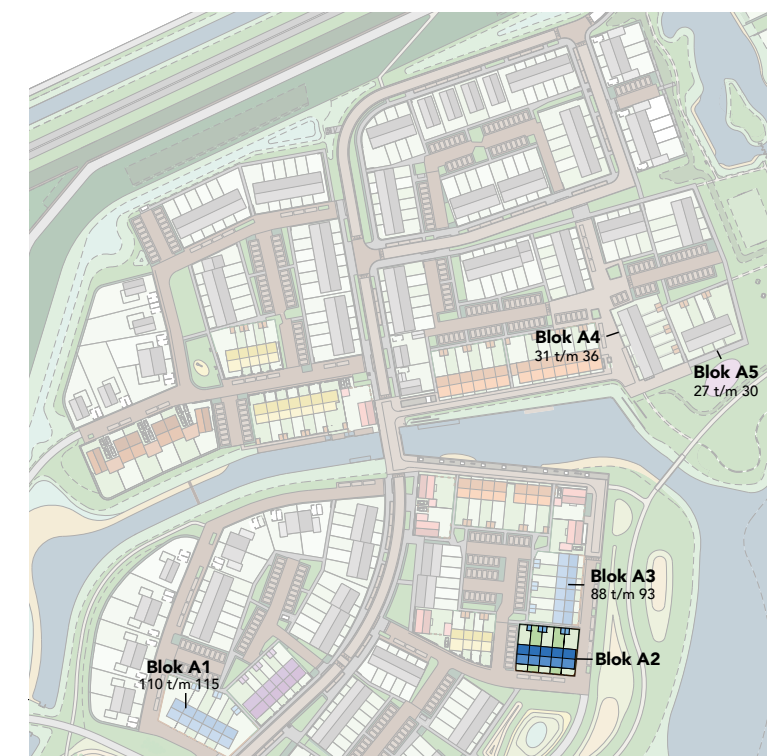 Blok A4
31 t/m 36
Blok A5
27 t/m 30
Blok A3
88 t/m 93
Blok A2
Blok A1
110 t/m 115